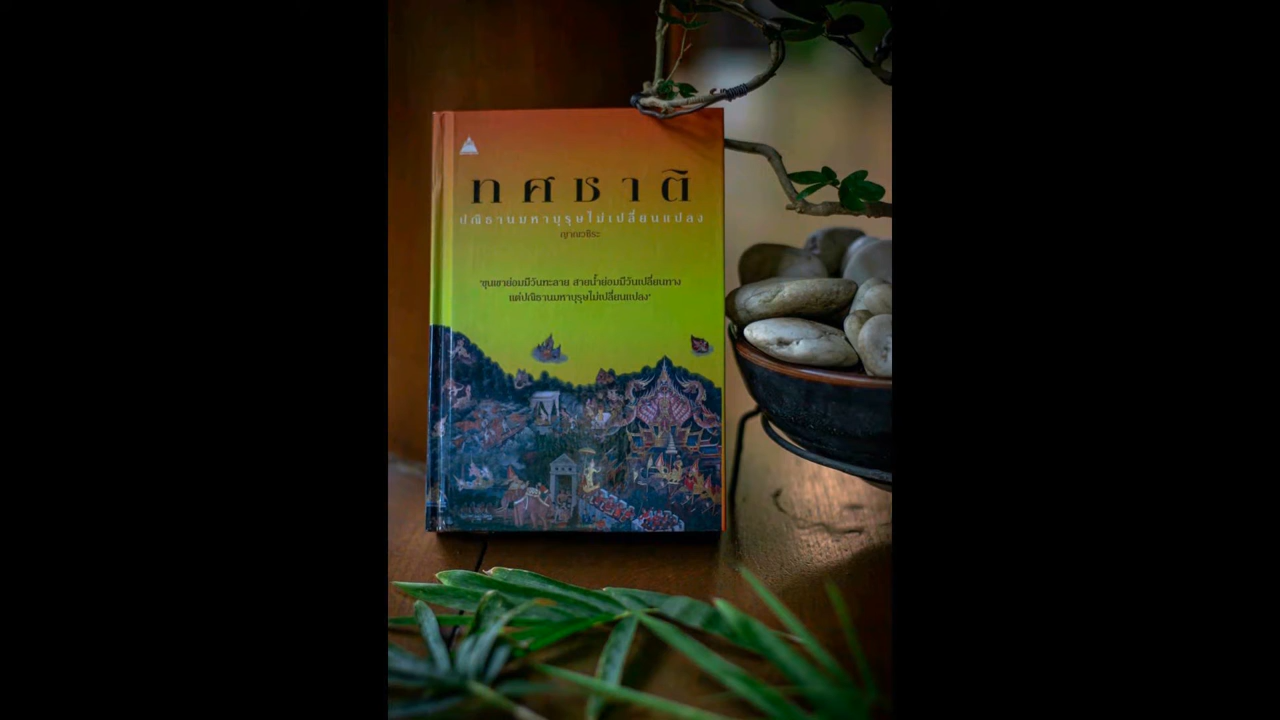 ทศชาติ
ปณิธานมหาบุรุษไม่เปลี่ยนแปลง
ญาณวชิระ
"ขุนเขาย่อมมีวันทะลาย สายน้ำย่อมมีวันเปลี่ยนทาง
แต่ปณิธานมหาบุรุษไม่เปลี่ยนแปลง"